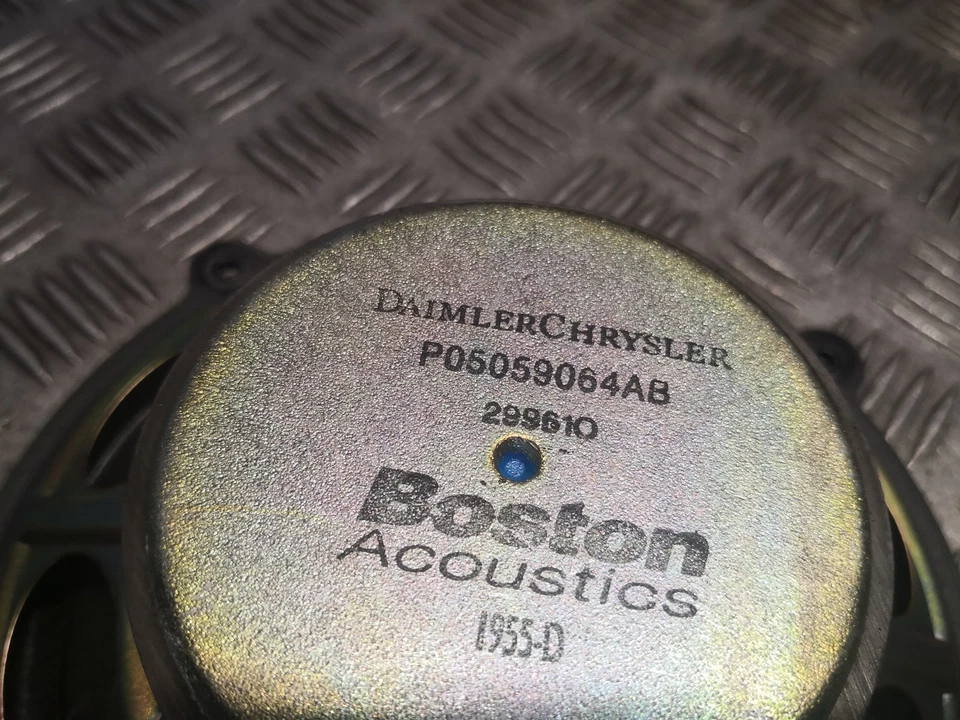 DAIMLERCHRYSLER
P05059064AB
299610
Boston
Acoustics
1955-D